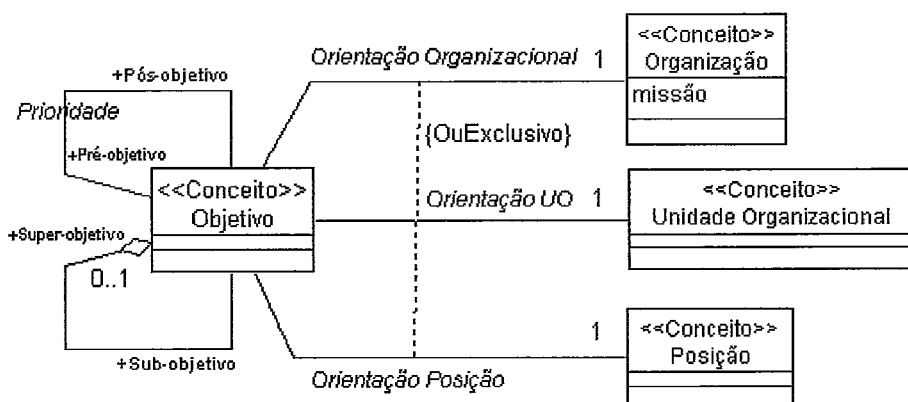 Orientação Organizacional
1
<<Conceito>>
Organização
missão
+Pós-objetivo
Prioridade
+Pré-objetivo
{OuExclusivo}
<<Conceito>>
Objetivo
Orientação UO
1
<<Conceito>>
Unidade Organizacional
+Super-objetivo
0..1
+Sub-objetivo
1
Orientação Posição
<<Conceito>>
Posição